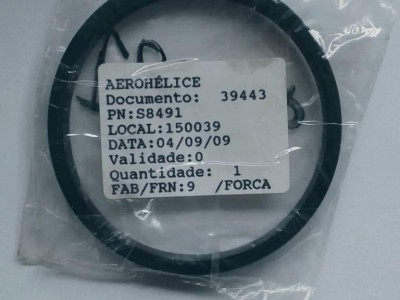 AEROHÉLICE
Documento: 39443
PN:S8491
LOCAL:150039
DATA:04/09/09
Validade:0
Quantidade: 1
FAB/FRN:9 /FORCA